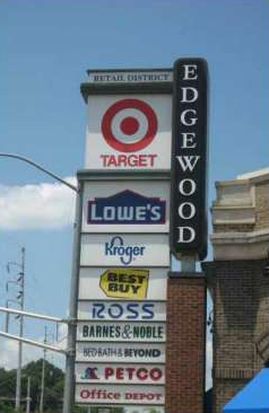 RETAIL DISTRICT
EDGEWOOD
TARGET
LOWE'S
Kroger
BEST BUY
ROSS
BARNES & NOBLE
BED BATH & BEYOND
PETCO
Office DEPOT